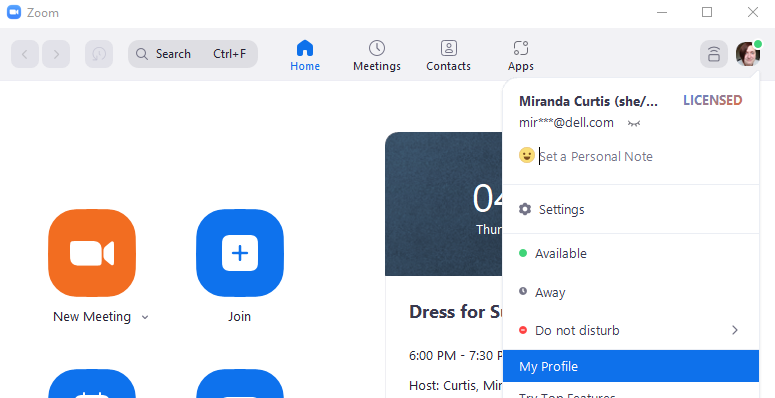 Zoom
Search Ctrl+F
Home
Meetings
Contacts
Apps
Miranda Curtis (she/... LICENSED
mir***@dell.com
Set a Personal Note
Settings
Available
Away
Do not disturb
My Profile
Try Top Features
04
Thur
Dress for Su
6:00 PM - 7:30 P
Host: Curtis, Mir
New Meeting
Join